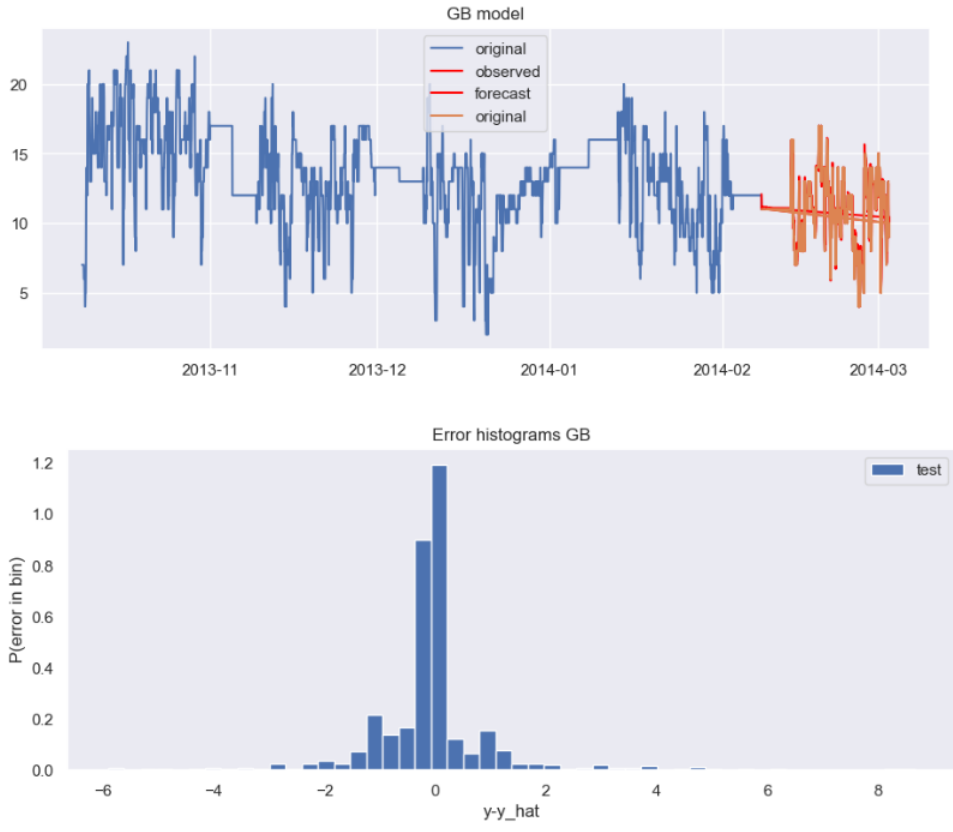 GB model
original
observed
forecast
original
20
15
10
5
2013-11 2013-12 2014-01 2014-02 2014-03
Error histograms GB
test
1.2
1.0
0.8
0.6
0.4
0.2
0.0
P(error in bin)
−6 −4 −2 0 2 4 6 8
y-y_hat